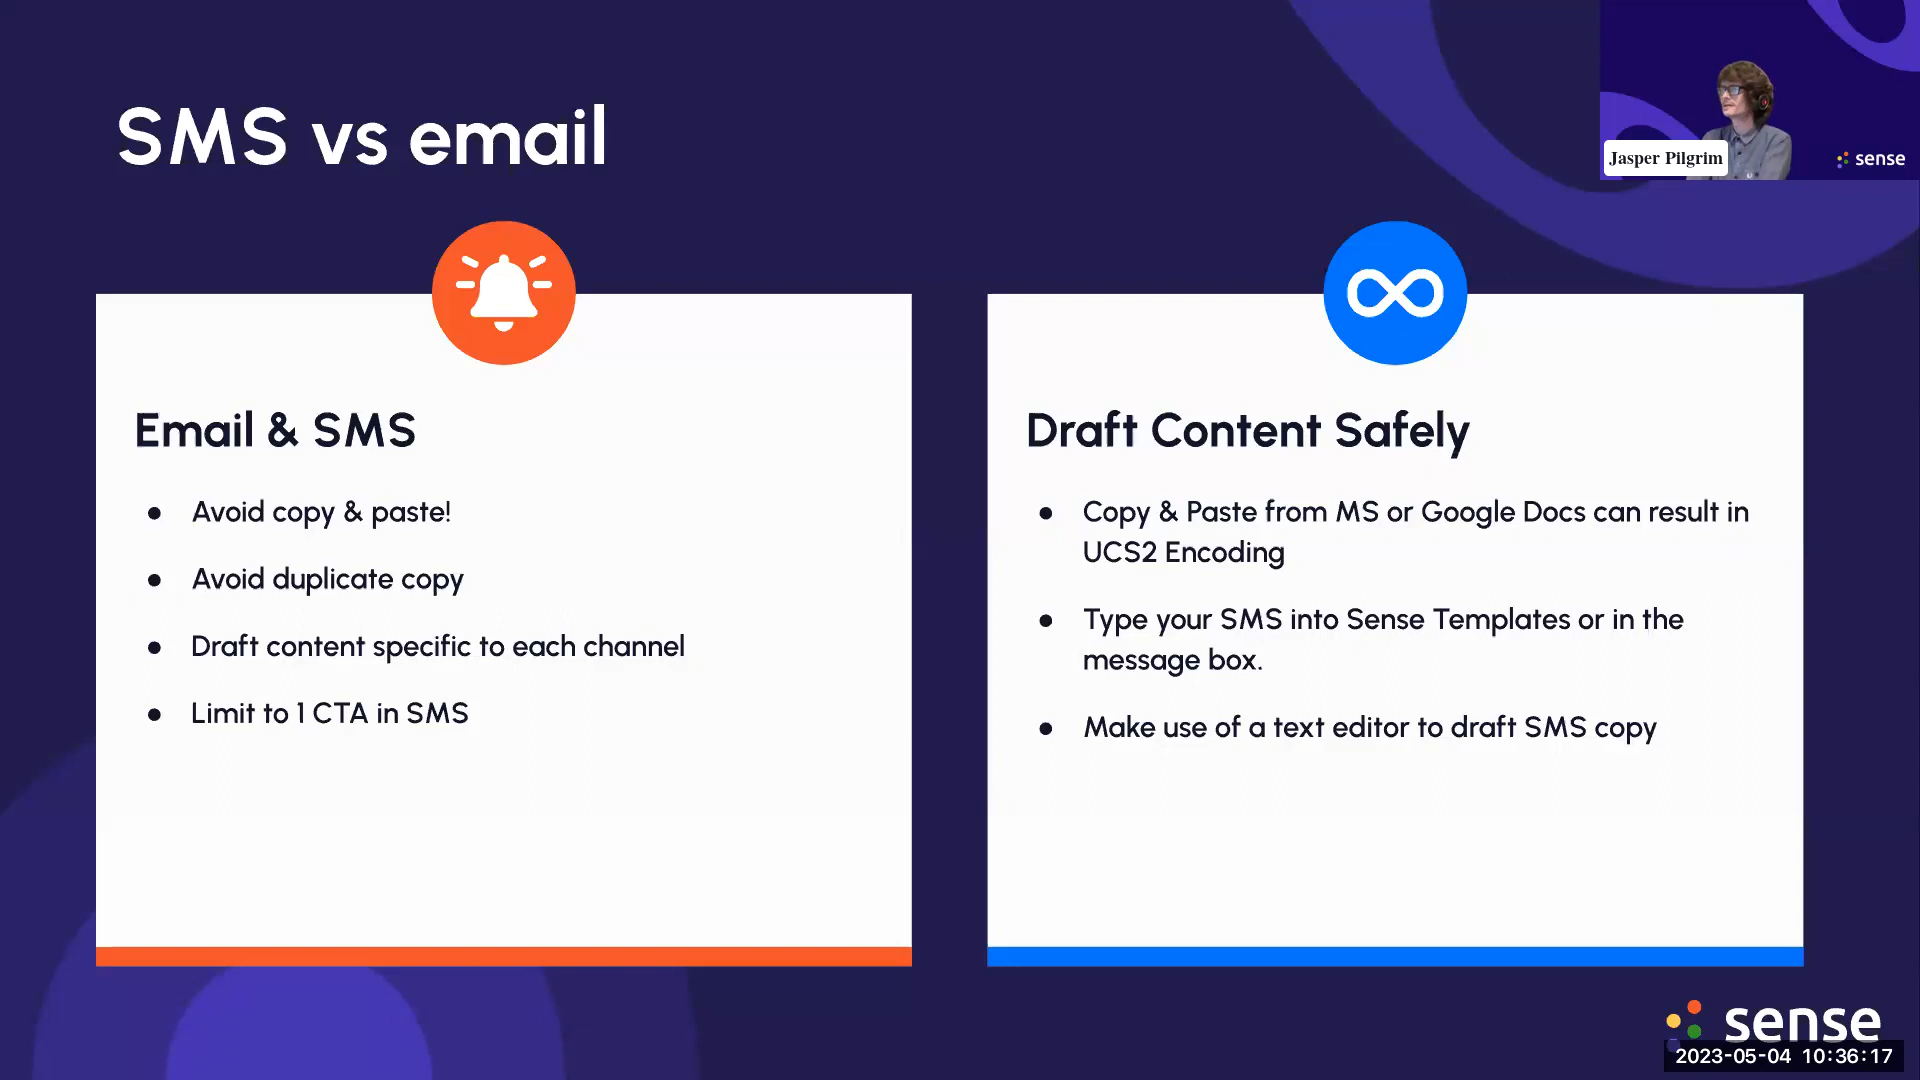 SMS vs email
Jasper Pilgrim
sense
Email & SMS
● Avoid copy & paste!
● Avoid duplicate copy
● Draft content specific to each channel
● Limit to 1 CTA in SMS
Draft Content Safely
● Copy & Paste from MS or Google Docs can result in
UCS2 Encoding
● Type your SMS into Sense Templates or in the
message box.
● Make use of a text editor to draft SMS copy
sense
2023-05-04 10:36:17